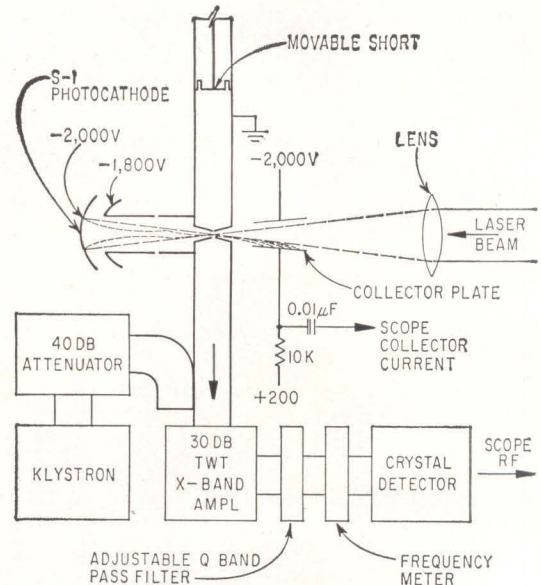 MOVABLE SHORT
S-1
PHOTOCATHODE
-2,000V
-1,800V
-2,000V
LENS
LASER
BEAM
COLLECTOR PLATE
0.01µF
SCOPE
COLLECTOR
CURRENT
10K
+200
40 DB
ATTENUATOR
KLYSTRON
30 DB
TWT
X-BAND
AMPL
CRYSTAL
DETECTOR
SCOPE
RF
ADJUSTABLE Q BAND
PASS FILTER
FREQUENCY
METER